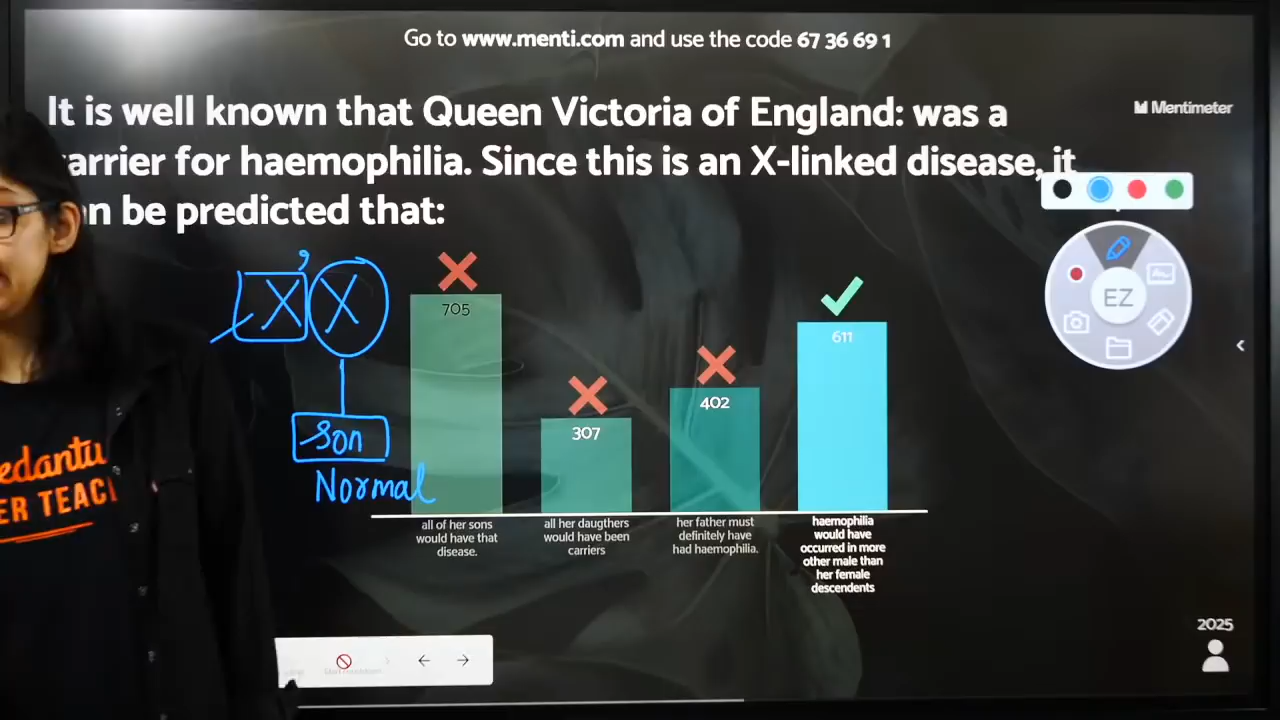 Go to www.menti.com and use the code 67 36 69 1
It is well known that Queen Victoria of England: was a
Mentimeter
carrier for haemophilia. Since this is an X-linked disease, it
can be predicted that:
EZ
X X
son
Normal
705
307
402
611
all of her sons
would have that
disease.
all her daugthers
would have been
carriers
her father must
definitely have
had haemophilia.
haemophilia
would have
occurred in more
other male than
her female
descendents
edantu
ER TEAC
2025